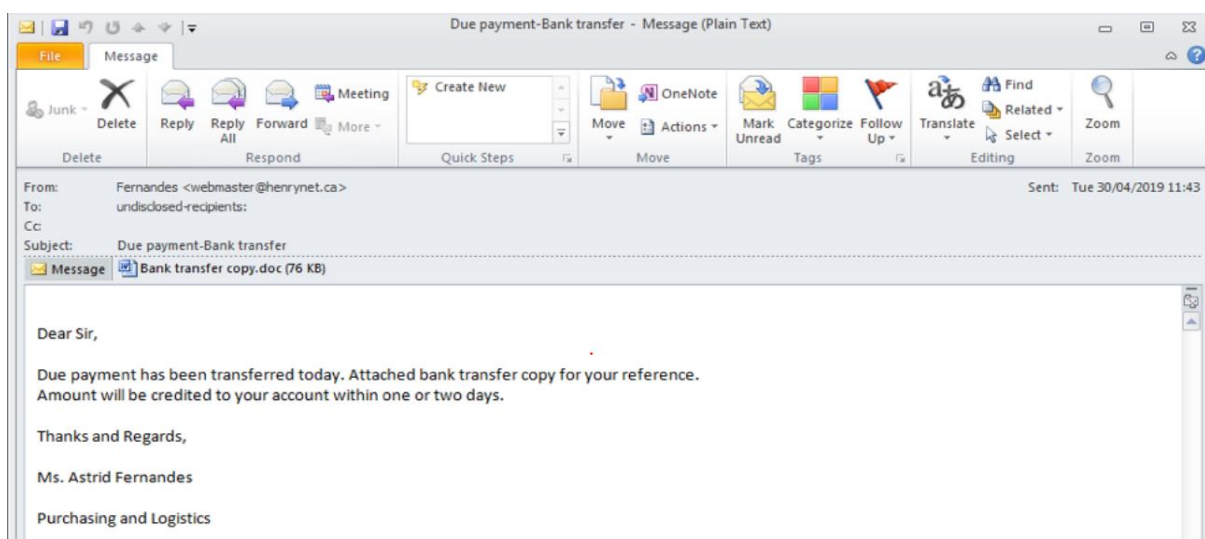 Due payment-Bank transfer - Message (Plain Text)
File Message
Junk
Delete
Reply
Reply All
Forward
Meeting
More
Create New
Move
OneNote
Actions
Mark Unread
Categorize
Follow Up
Translate
Find
Related
Select
Zoom
Delete Respond Quick Steps Move Tags Editing Zoom
From: Fernandes <webmaster@henrynet.ca> Sent: Tue 30/04/2019 11:43
To: undisclosed-recipients:
Cc:
Subject: Due payment-Bank transfer
Message Bank transfer copy.doc (76 KB)
Dear Sir,
Due payment has been transferred today. Attached bank transfer copy for your reference.
Amount will be credited to your account within one or two days.
Thanks and Regards,
Ms. Astrid Fernandes
Purchasing and Logistics